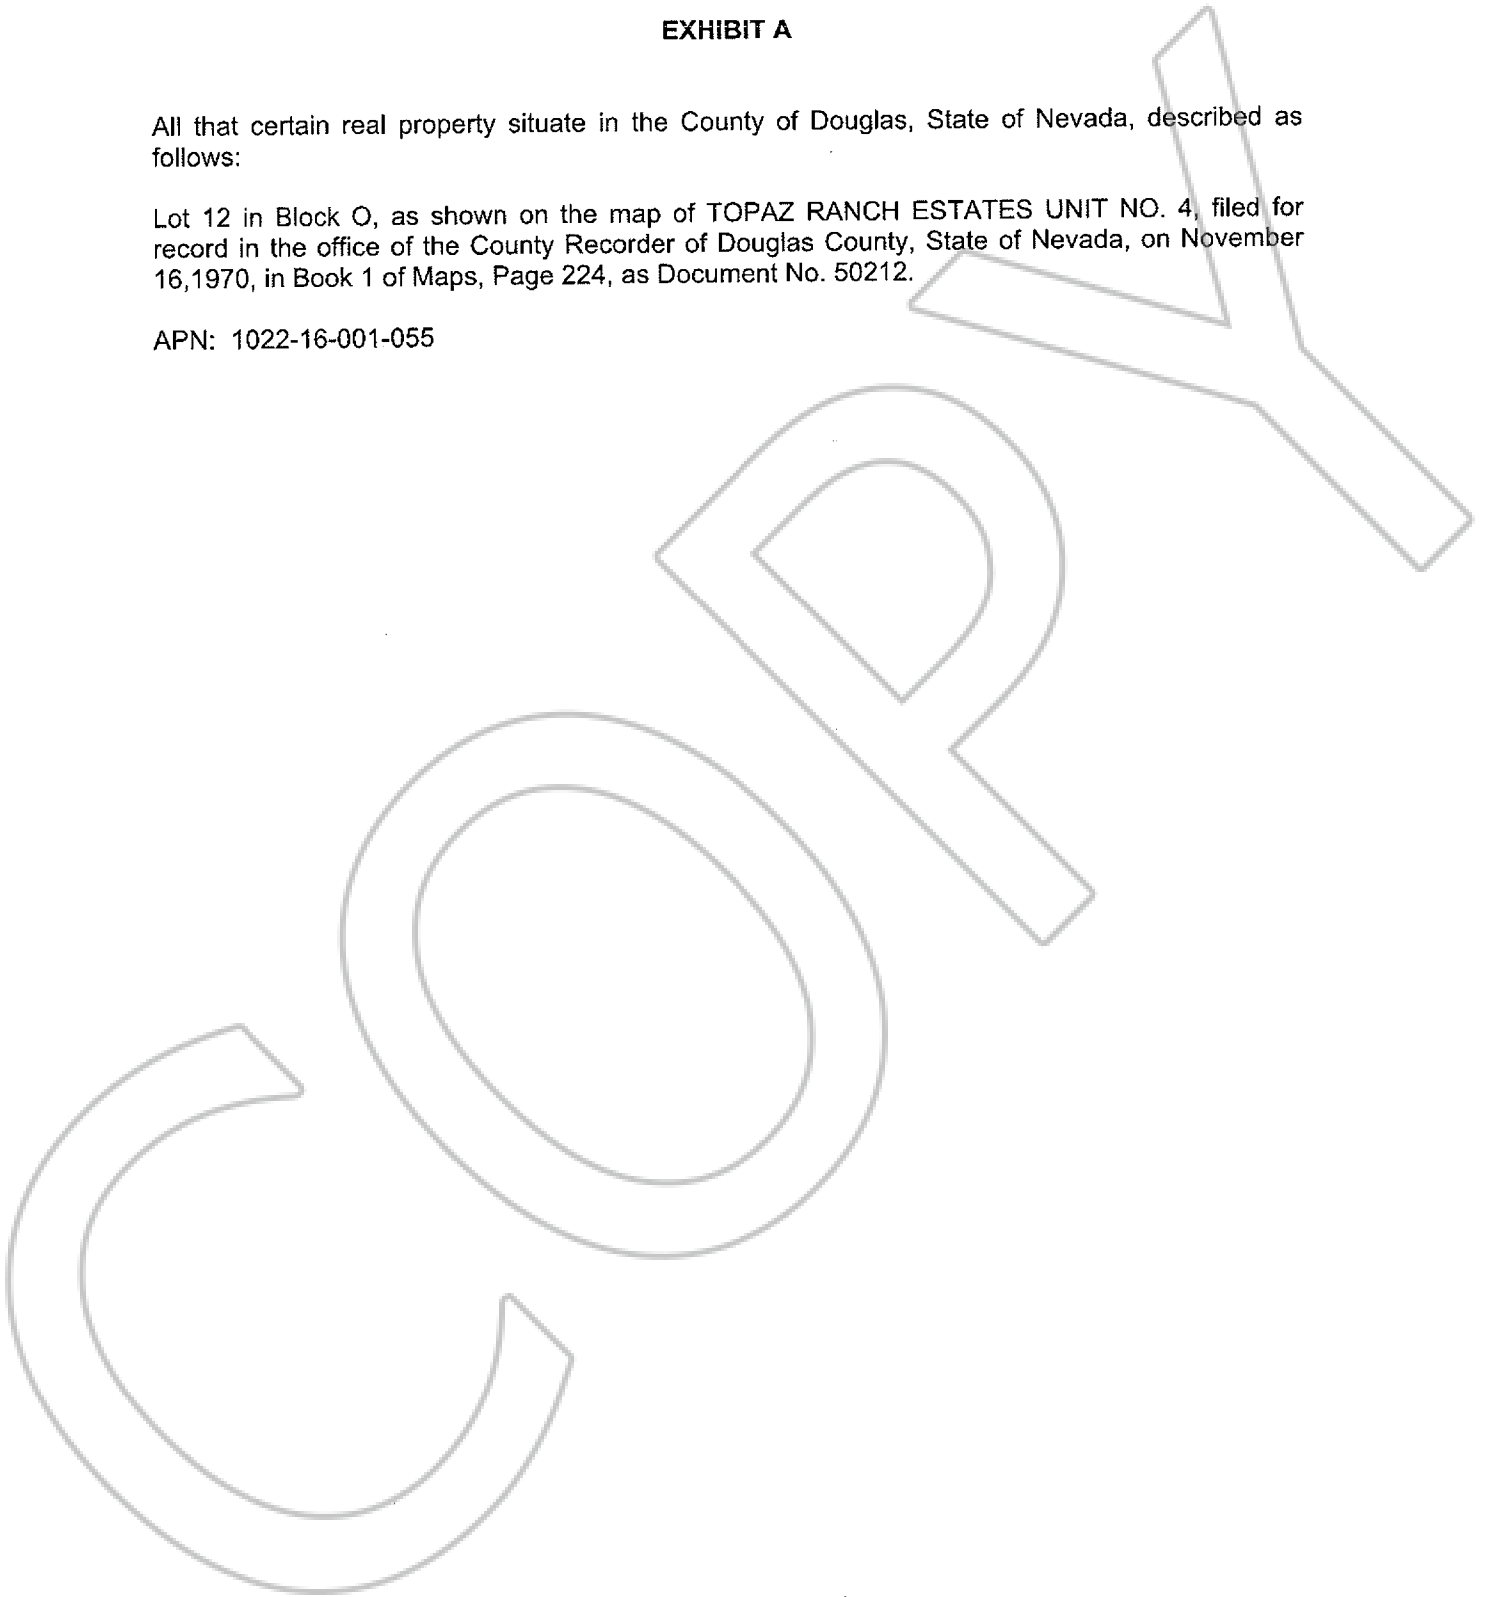 EXHIBIT A
All that certain real property situate in the County of Douglas, State of Nevada, described as
follows:
Lot 12 in Block O, as shown on the map of TOPAZ RANCH ESTATES UNIT NO. 4, filed for
record in the office of the County Recorder of Douglas County, State of Nevada, on November
16,1970, in Book 1 of Maps, Page 224, as Document No. 50212.
APN: 1022-16-001-055
COPY